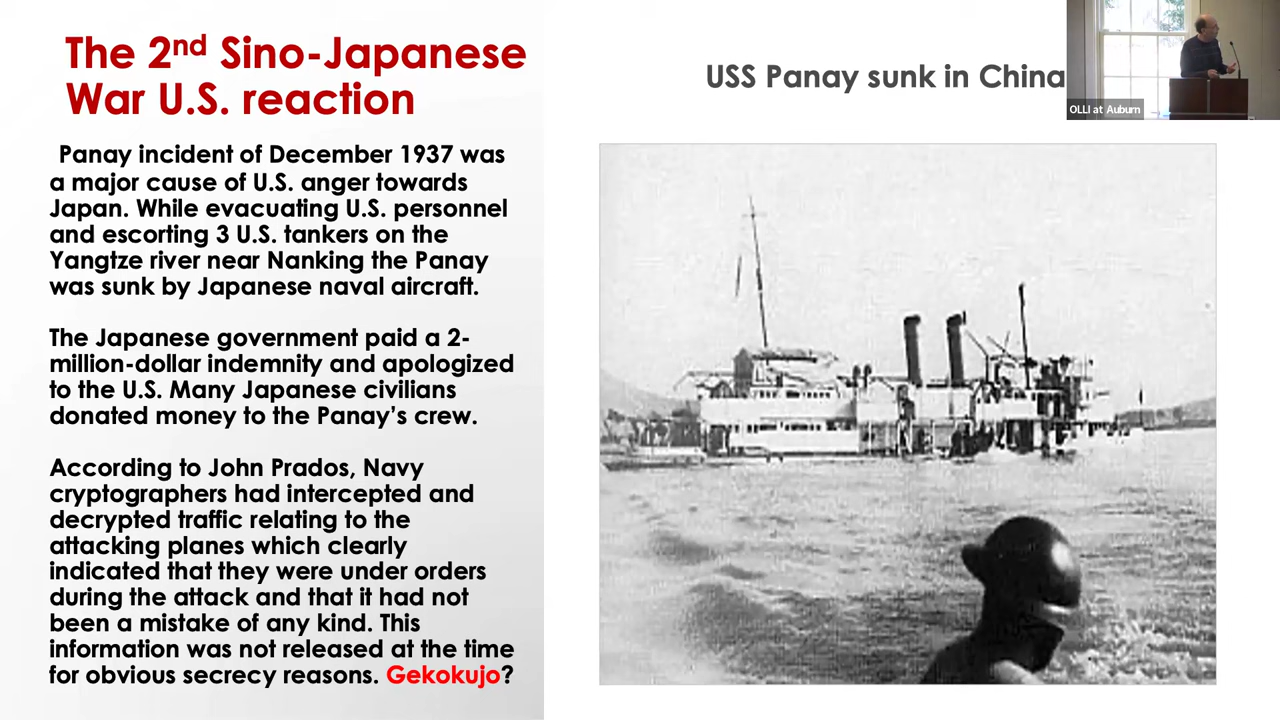 The 2nd Sino-Japanese
War U.S. reaction
Panay incident of December 1937 was
a major cause of U.S. anger towards
Japan. While evacuating U.S. personnel
and escorting 3 U.S. tankers on the
Yangtze river near Nanking the Panay
was sunk by Japanese naval aircraft.
The Japanese government paid a 2-
million-dollar indemnity and apologized
to the U.S. Many Japanese civilians
donated money to the Panay's crew.
According to John Prados, Navy
cryptographers had intercepted and
decrypted traffic relating to the
attacking planes which clearly
indicated that they were under orders
during the attack and that it had not
been a mistake of any kind. This
information was not released at the time
for obvious secrecy reasons. Gekokujo?
USS Panay sunk in China
OLLI at Auburn